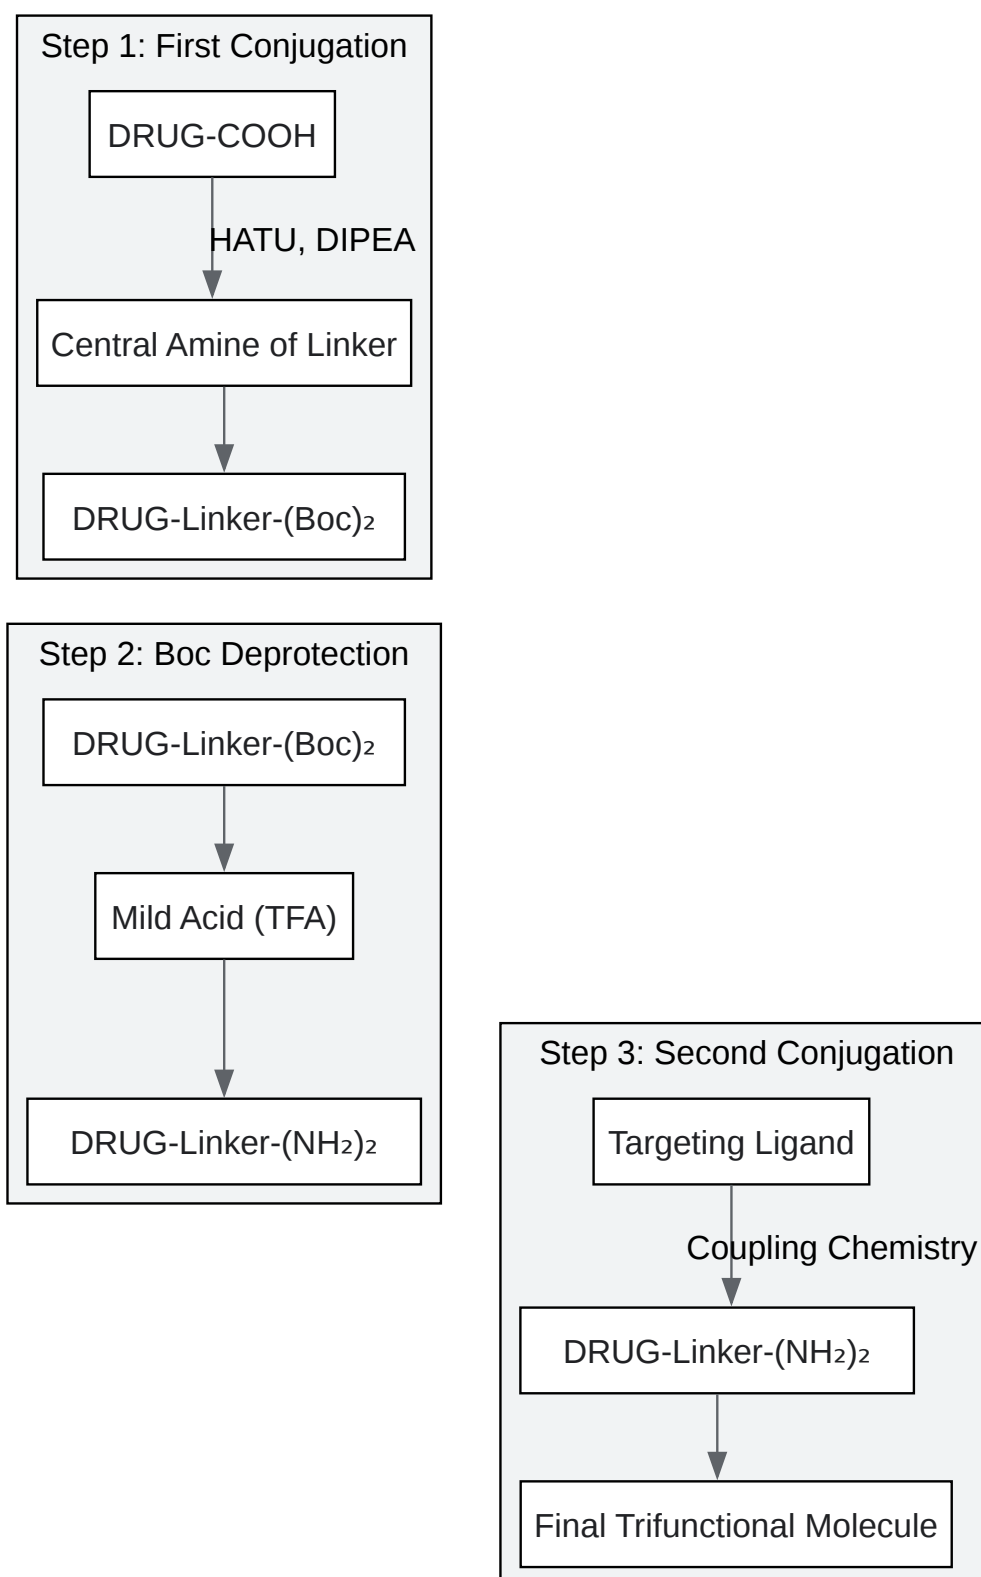 Step 1: First Conjugation
DRUG-COOH
HATU, DIPEA
Central Amine of Linker
DRUG-Linker-(Boc)₂
Step 2: Boc Deprotection
DRUG-Linker-(Boc)₂
Mild Acid (TFA)
DRUG-Linker-(NH₂)₂
Step 3: Second Conjugation
Targeting Ligand
Coupling Chemistry
DRUG-Linker-(NH₂)₂
Final Trifunctional Molecule